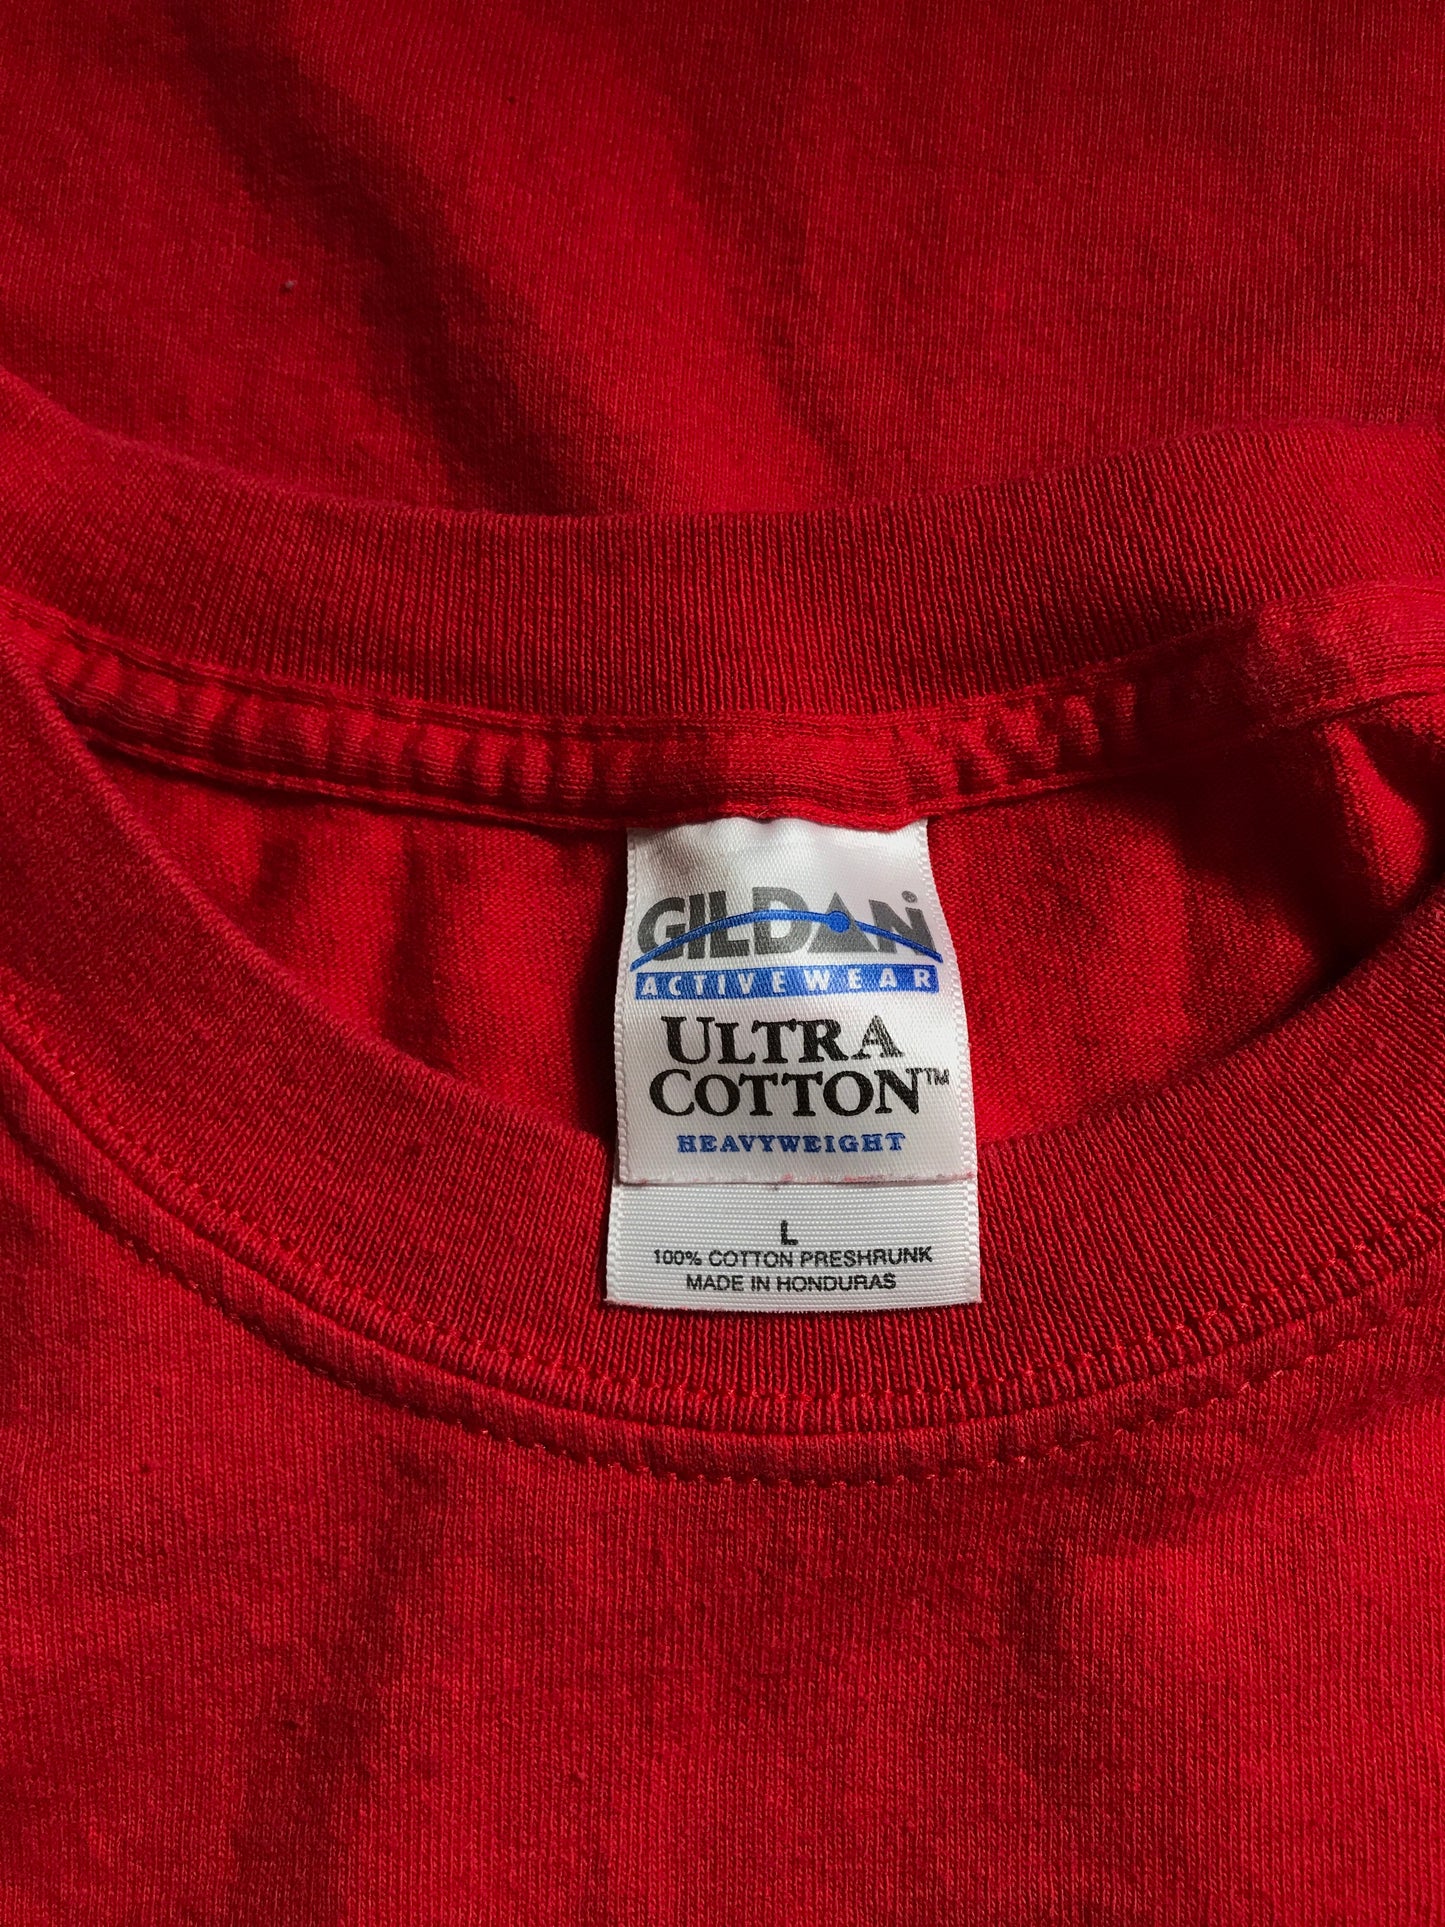 GILDAN
ACTIVEWEAR
ULTRA
COTTON™
HEAVYWEIGHT
L
100% COTTON PRESHRUNK
MADE IN HONDURAS